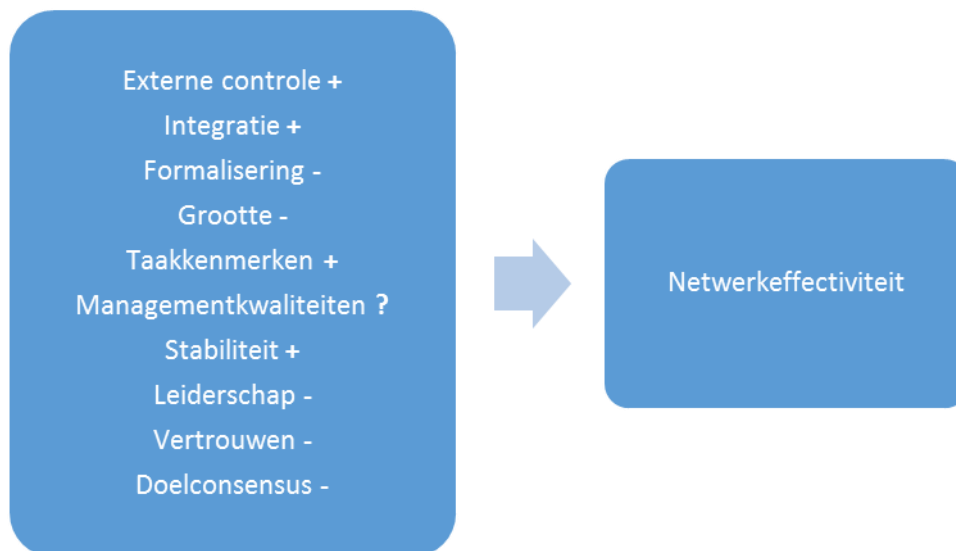 Externe controle +
Integratie +
Formalisering -
Grootte -
Taakkenmerken +
Managementkwaliteiten ?
Stabiliteit +
Leiderschap -
Vertrouwen -
Doelconsensus -
Netwerkeffectiviteit